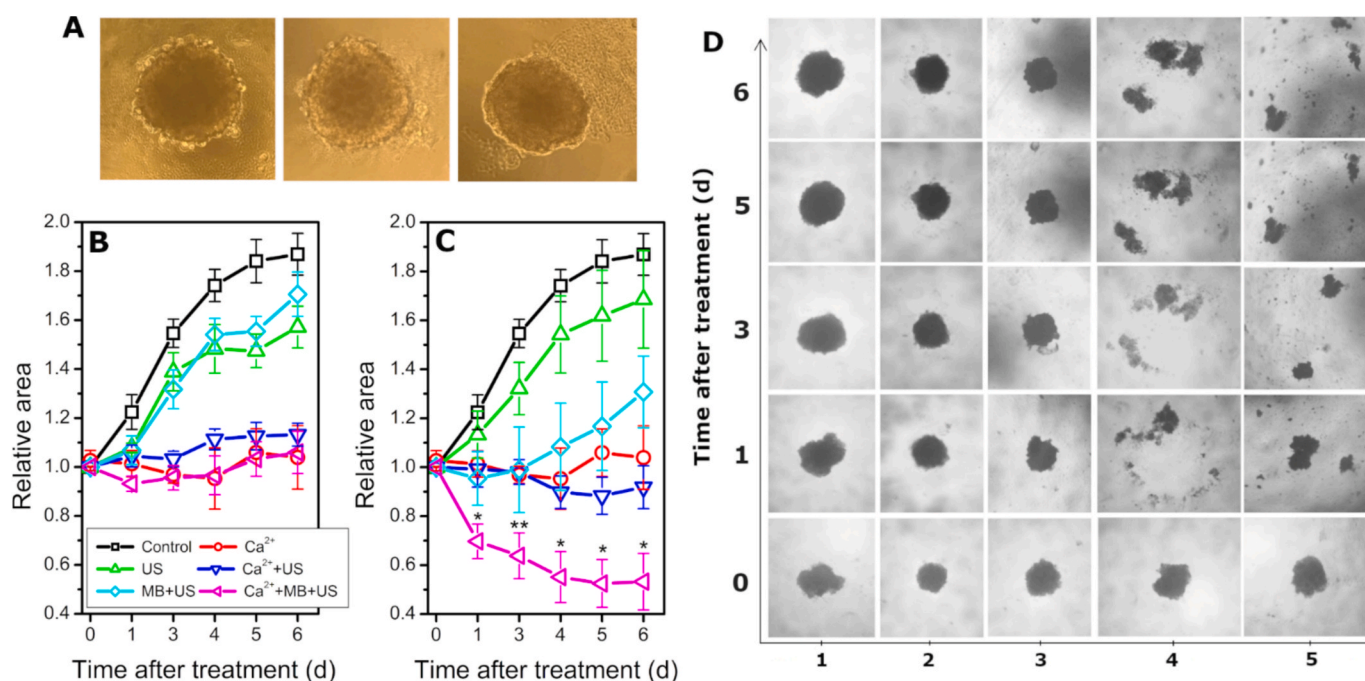 A
B
2.0
1.8
1.6
1.4
1.2
1.0
0.8
0.6
0.4
Relative area
Control
Ca²⁺
US
Ca²⁺+US
MB+US
Ca²⁺+MB+US
0 1 3 4 5 6
Time after treatment (d)
C
2.0
1.8
1.6
1.4
1.2
1.0
0.8
0.6
0.4
Relative area
* ** * * *
0 1 3 4 5 6
Time after treatment (d)
D
6
5
3
1
0
Time after treatment (d)
1 2 3 4 5